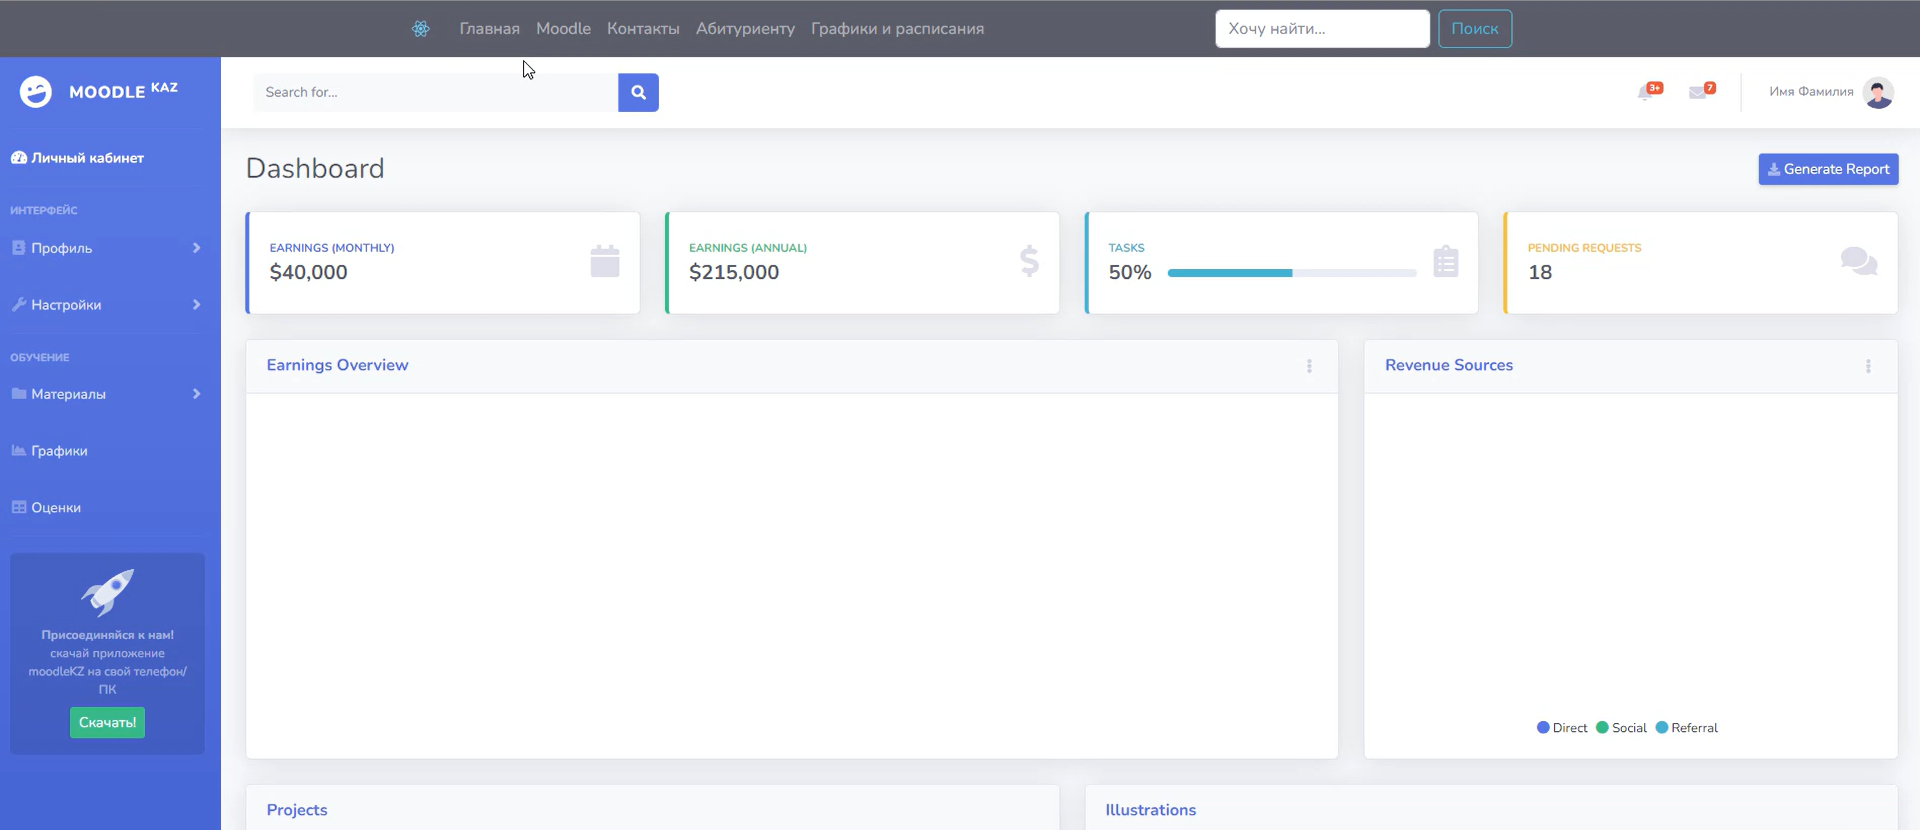 Главная Moodle Контакты Абитуриенту Графики и расписания Хочу найти... Поиск
MOODLE KAZ
Search for...
3+ 7 Имя Фамилия
Личный кабинет
ИНТЕРФЕЙС
Профиль
Настройки
ОБУЧЕНИЕ
Материалы
Графики
Оценки
Присоединяйся к нам!
скачай приложение
moodleKZ на свой телефон/
ПК
Скачать!
Dashboard
Generate Report
EARNINGS (MONTHLY)
$40,000
EARNINGS (ANNUAL)
$215,000
TASKS
50%
PENDING REQUESTS
18
Earnings Overview
Revenue Sources
Direct Social Referral
Projects
Illustrations